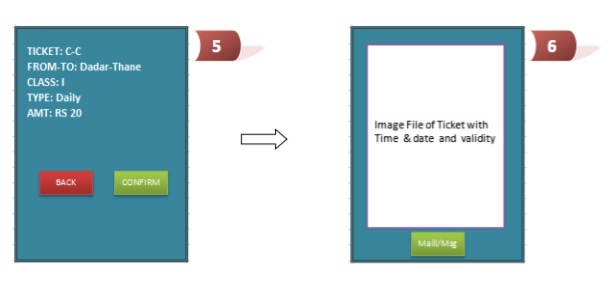 5
TICKET: C-C
FROM-TO: Dadar-Thane
CLASS: I
TYPE: Daily
AMT: RS 20
BACK
CONFIRM
6
Image File of Ticket with
Time & date and validity
Maill/Msg